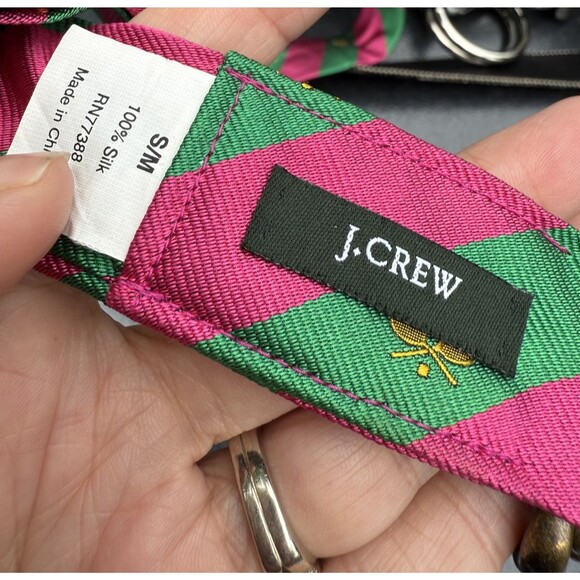 S/M
100% Silk
RN77388
Made in Ch
J.CREW